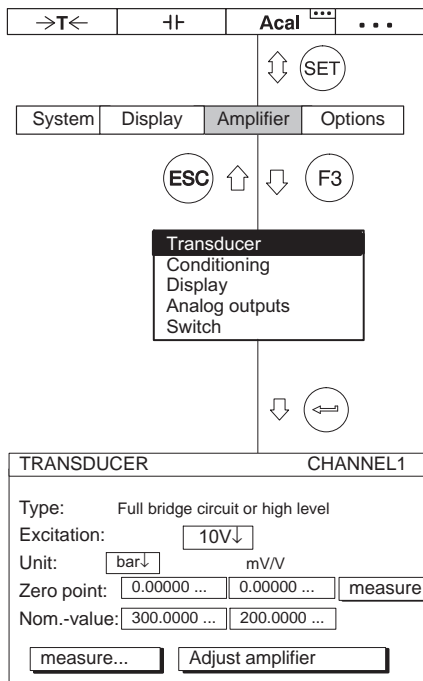 →T← ⊣⊢ Acal ...
SET
System Display Amplifier Options
ESC F3
Transducer
Conditioning
Display
Analog outputs
Switch
TRANSDUCER CHANNEL1
Type: Full bridge circuit or high level
Excitation: 10V↓
Unit: bar↓ mV/V
Zero point: 0.00000 ... 0.00000 ... measure
Nom.-value: 300.0000 ... 200.0000 ...
measure... Adjust amplifier